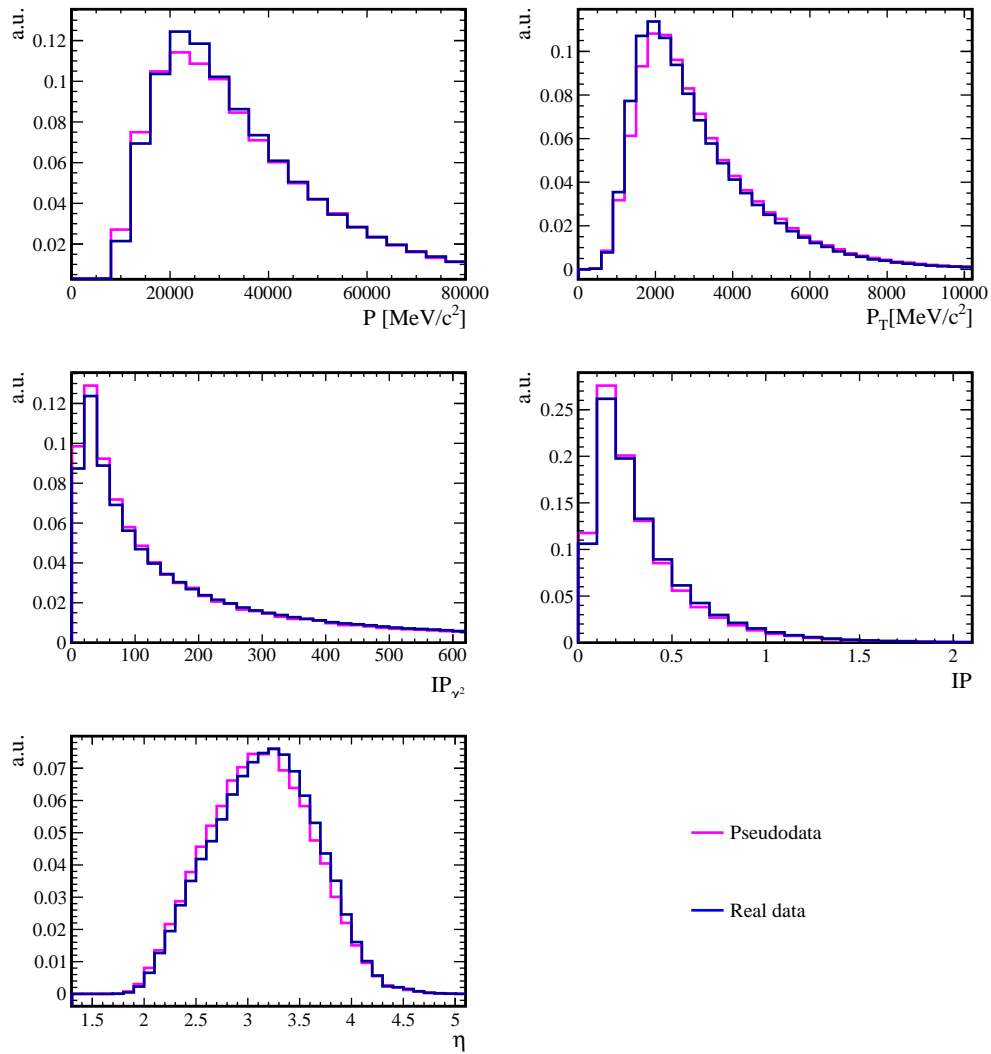 a.u.
0.12
0.1
0.08
0.06
0.04
0.02
0 20000 40000 60000 80000
P [MeV/c²]
a.u.
0.1
0.08
0.06
0.04
0.02
0
0 2000 4000 6000 8000 10000
P_T[MeV/c²]
a.u.
0.12
0.1
0.08
0.06
0.04
0.02
0
0 100 200 300 400 500 600
IP_χ²
a.u.
0.25
0.2
0.15
0.1
0.05
0
0 0.5 1 1.5 2
IP
a.u.
0.07
0.06
0.05
0.04
0.03
0.02
0.01
0
1.5 2 2.5 3 3.5 4 4.5 5
η
Pseudodata
Real data